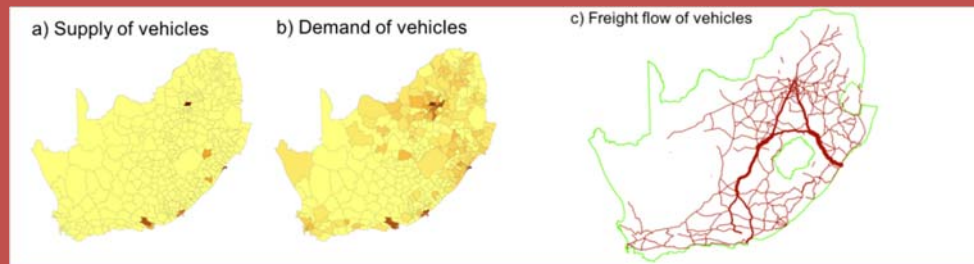 a) Supply of vehicles
b) Demand of vehicles
c) Freight flow of vehicles